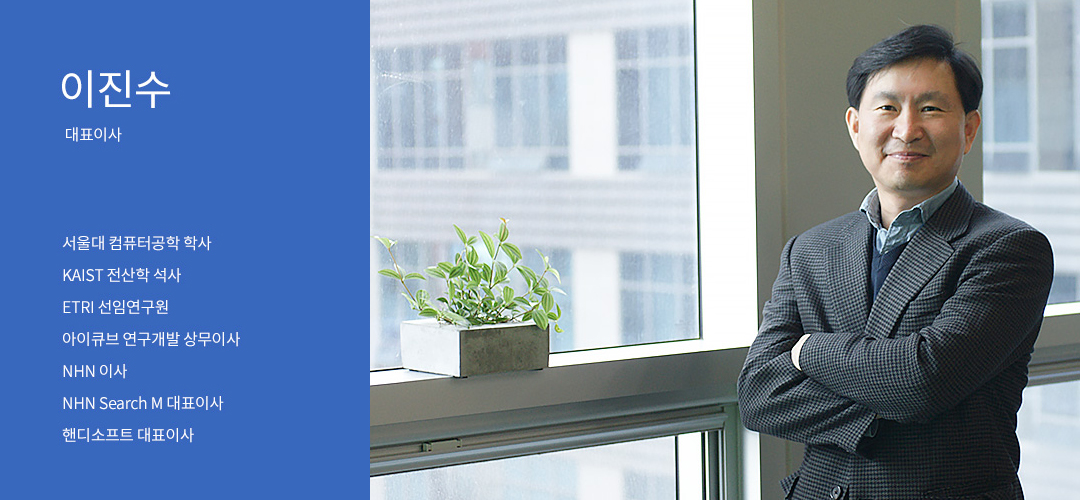 이진수
대표이사
서울대 컴퓨터공학 학사
KAIST 전산학 석사
ETRI 선임연구원
아이큐브 연구개발 상무이사
NHN 이사
NHN Search M 대표이사
핸디소프트 대표이사